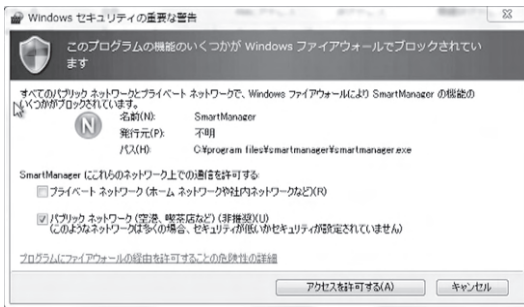 Windows セキュリティの重要な警告
このプログラムの機能のいくつかが Windows ファイアウォールでブロックされてい
ます
すべてのパブリック ネットワークとプライベート ネットワークで、Windows ファイアウォールにより SmartManager の機能の
いくつかがブロックされています。
名前(N): SmartManager
発行元(P): 不明
パス(H): C:¥program files¥smartmanager¥smartmanager.exe
SmartManager にこれらのネットワーク上での通信を許可する:
プライベート ネットワーク (ホーム ネットワークや社内ネットワークなど)(R)
パブリック ネットワーク (空港、喫茶店など) (非推奨)(U)
(このようなネットワークは多くの場合、セキュリティが低いかセキュリティが設定されていません)
プログラムにファイアウォールの経由を許可することの危険性の詳細
アクセスを許可する(A) キャンセル